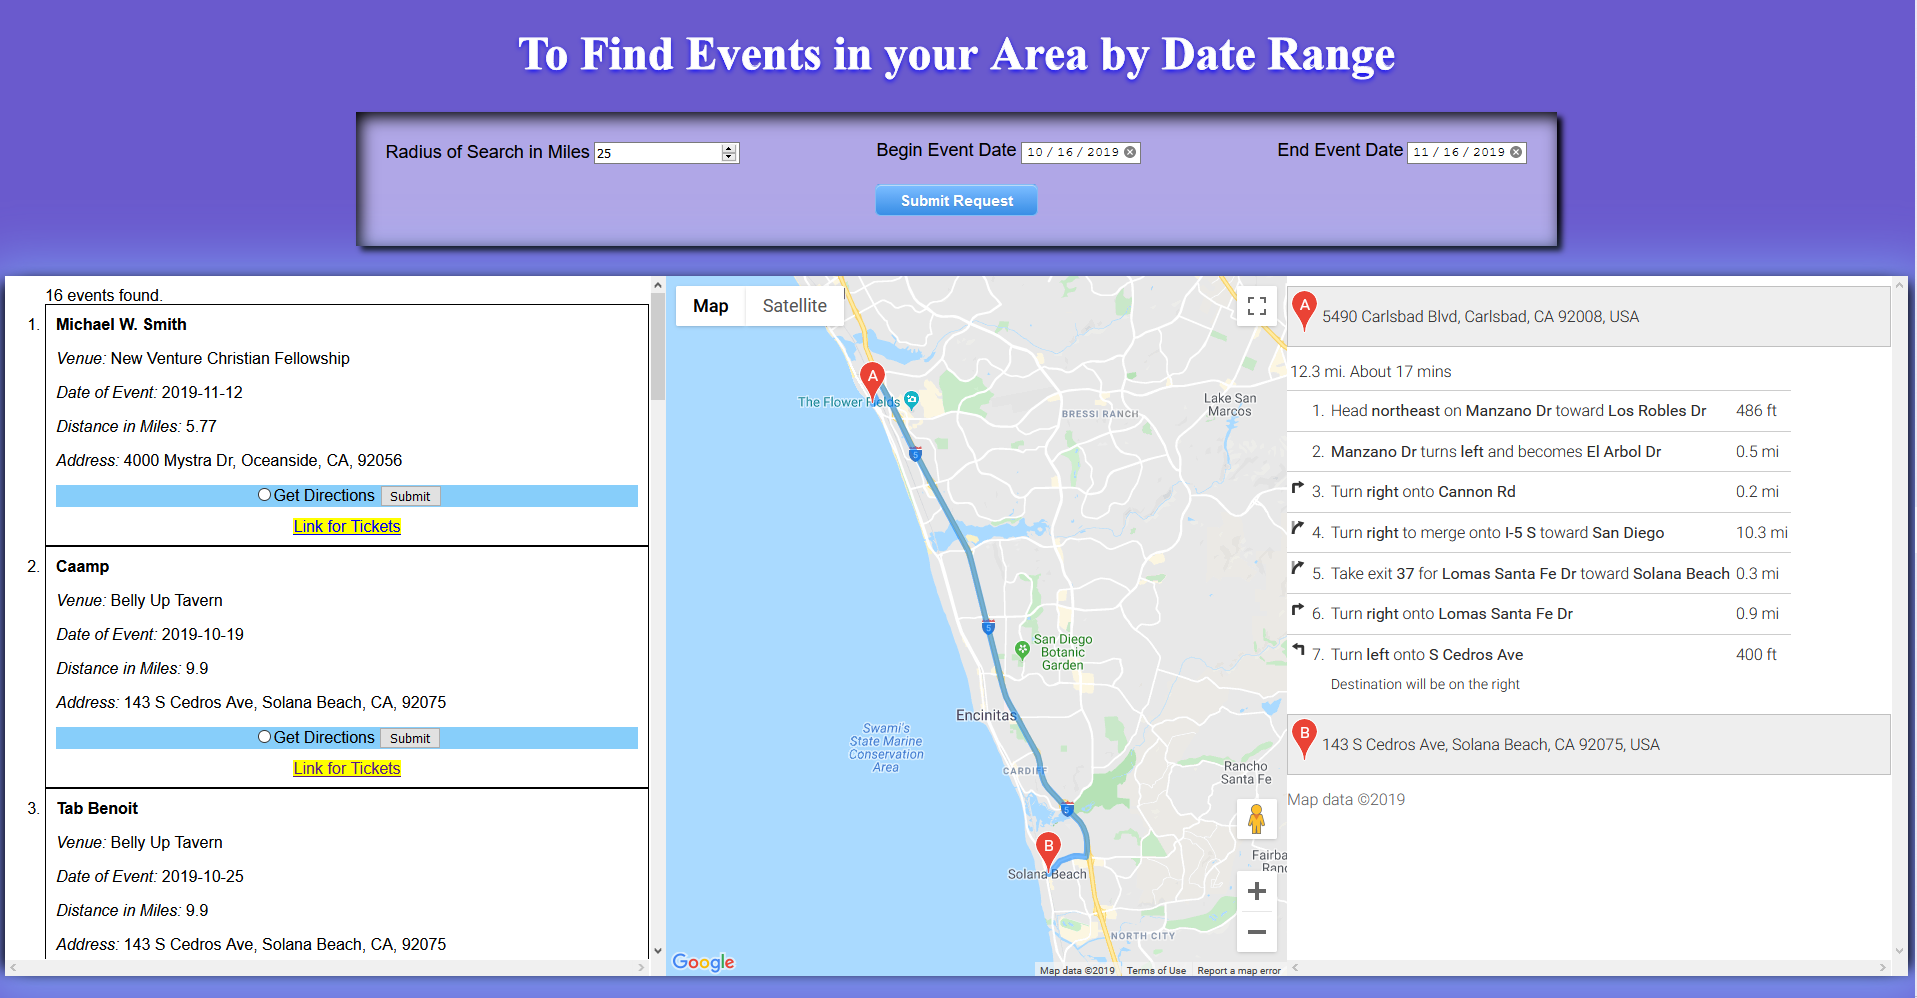 To Find Events in your Area by Date Range
Radius of Search in Miles 25
Begin Event Date 10 / 16 / 2019
End Event Date 11 / 16 / 2019
Submit Request
16 events found.
1. Michael W. Smith
Venue: New Venture Christian Fellowship
Date of Event: 2019-11-12
Distance in Miles: 5.77
Address: 4000 Mystra Dr, Oceanside, CA, 92056
Get Directions Submit
Link for Tickets
2. Caamp
Venue: Belly Up Tavern
Date of Event: 2019-10-19
Distance in Miles: 9.9
Address: 143 S Cedros Ave, Solana Beach, CA, 92075
Get Directions Submit
Link for Tickets
3. Tab Benoit
Venue: Belly Up Tavern
Date of Event: 2019-10-25
Distance in Miles: 9.9
Address: 143 S Cedros Ave, Solana Beach, CA, 92075
Map Satellite
A
The Flower Fields
Lake San
Marcos
BRESSI RANCH
5
5
San Diego
Botanic
Garden
Encinitas
Swami's
State Marine
Conservation
Area
CARDIFF
Rancho
Santa Fe
5
B
Solana Beach
Fairba
Ranc
NORTH CITY
Google
Map data ©2019 Terms of Use Report a map error
A 5490 Carlsbad Blvd, Carlsbad, CA 92008, USA
12.3 mi. About 17 mins
1. Head northeast on Manzano Dr toward Los Robles Dr 486 ft
2. Manzano Dr turns left and becomes El Arbol Dr 0.5 mi
3. Turn right onto Cannon Rd 0.2 mi
4. Turn right to merge onto I-5 S toward San Diego 10.3 mi
5. Take exit 37 for Lomas Santa Fe Dr toward Solana Beach 0.3 mi
6. Turn right onto Lomas Santa Fe Dr 0.9 mi
7. Turn left onto S Cedros Ave 400 ft
Destination will be on the right
B 143 S Cedros Ave, Solana Beach, CA 92075, USA
Map data ©2019